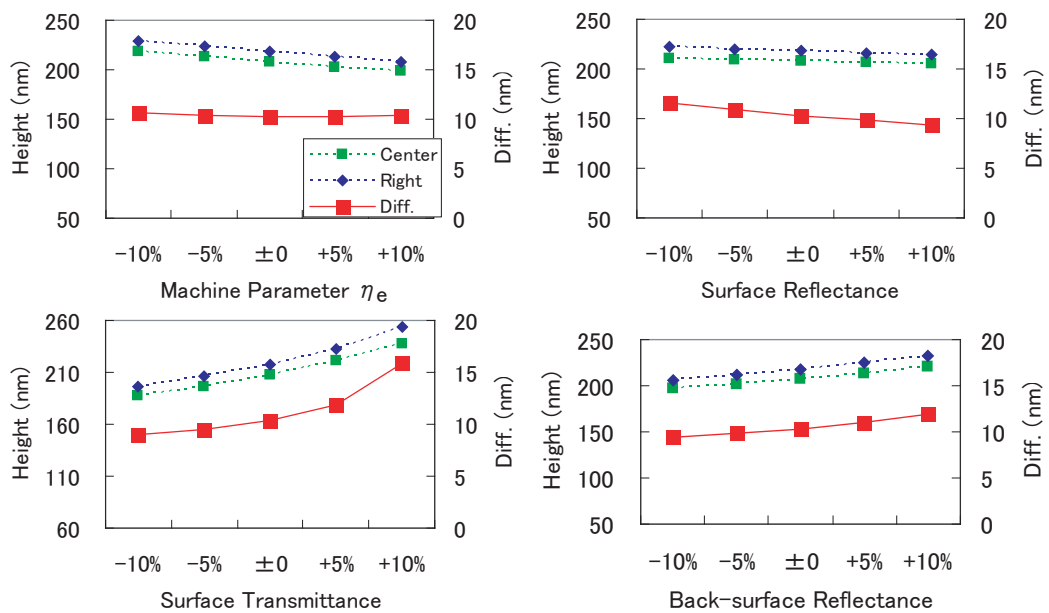 250
200
150
100
50
Height (nm)
20
15
10
5
0
Diff. (nm)
Center
Right
Diff.
−10% −5% ±0 +5% +10%
Machine Parameter ηe
250
200
150
100
50
Height (nm)
20
15
10
5
0
Diff. (nm)
−10% −5% ±0 +5% +10%
Surface Reflectance
260
210
160
110
60
Height (nm)
20
15
10
5
0
Diff. (nm)
−10% −5% ±0 +5% +10%
Surface Transmittance
250
200
150
100
50
Height (nm)
20
15
10
5
0
Diff. (nm)
−10% −5% ±0 +5% +10%
Back−surface Reflectance